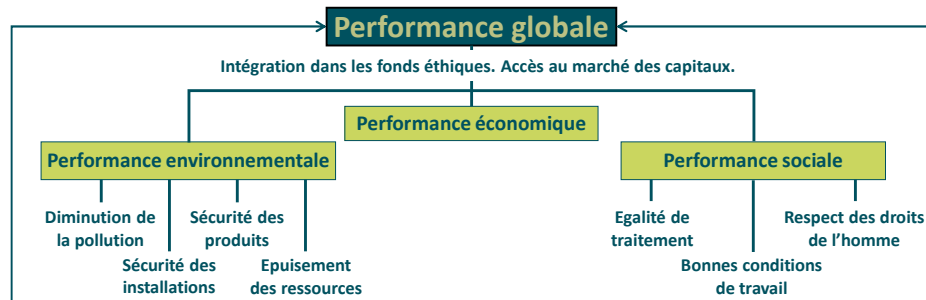 Performance globale
Intégration dans les fonds éthiques. Accès au marché des capitaux.
Performance économique
Performance environnementale
Performance sociale
Diminution de
la pollution
Sécurité des
installations
Sécurité des
produits
Epuisement
des ressources
Egalité de
traitement
Bonnes conditions
de travail
Respect des droits
de l’homme